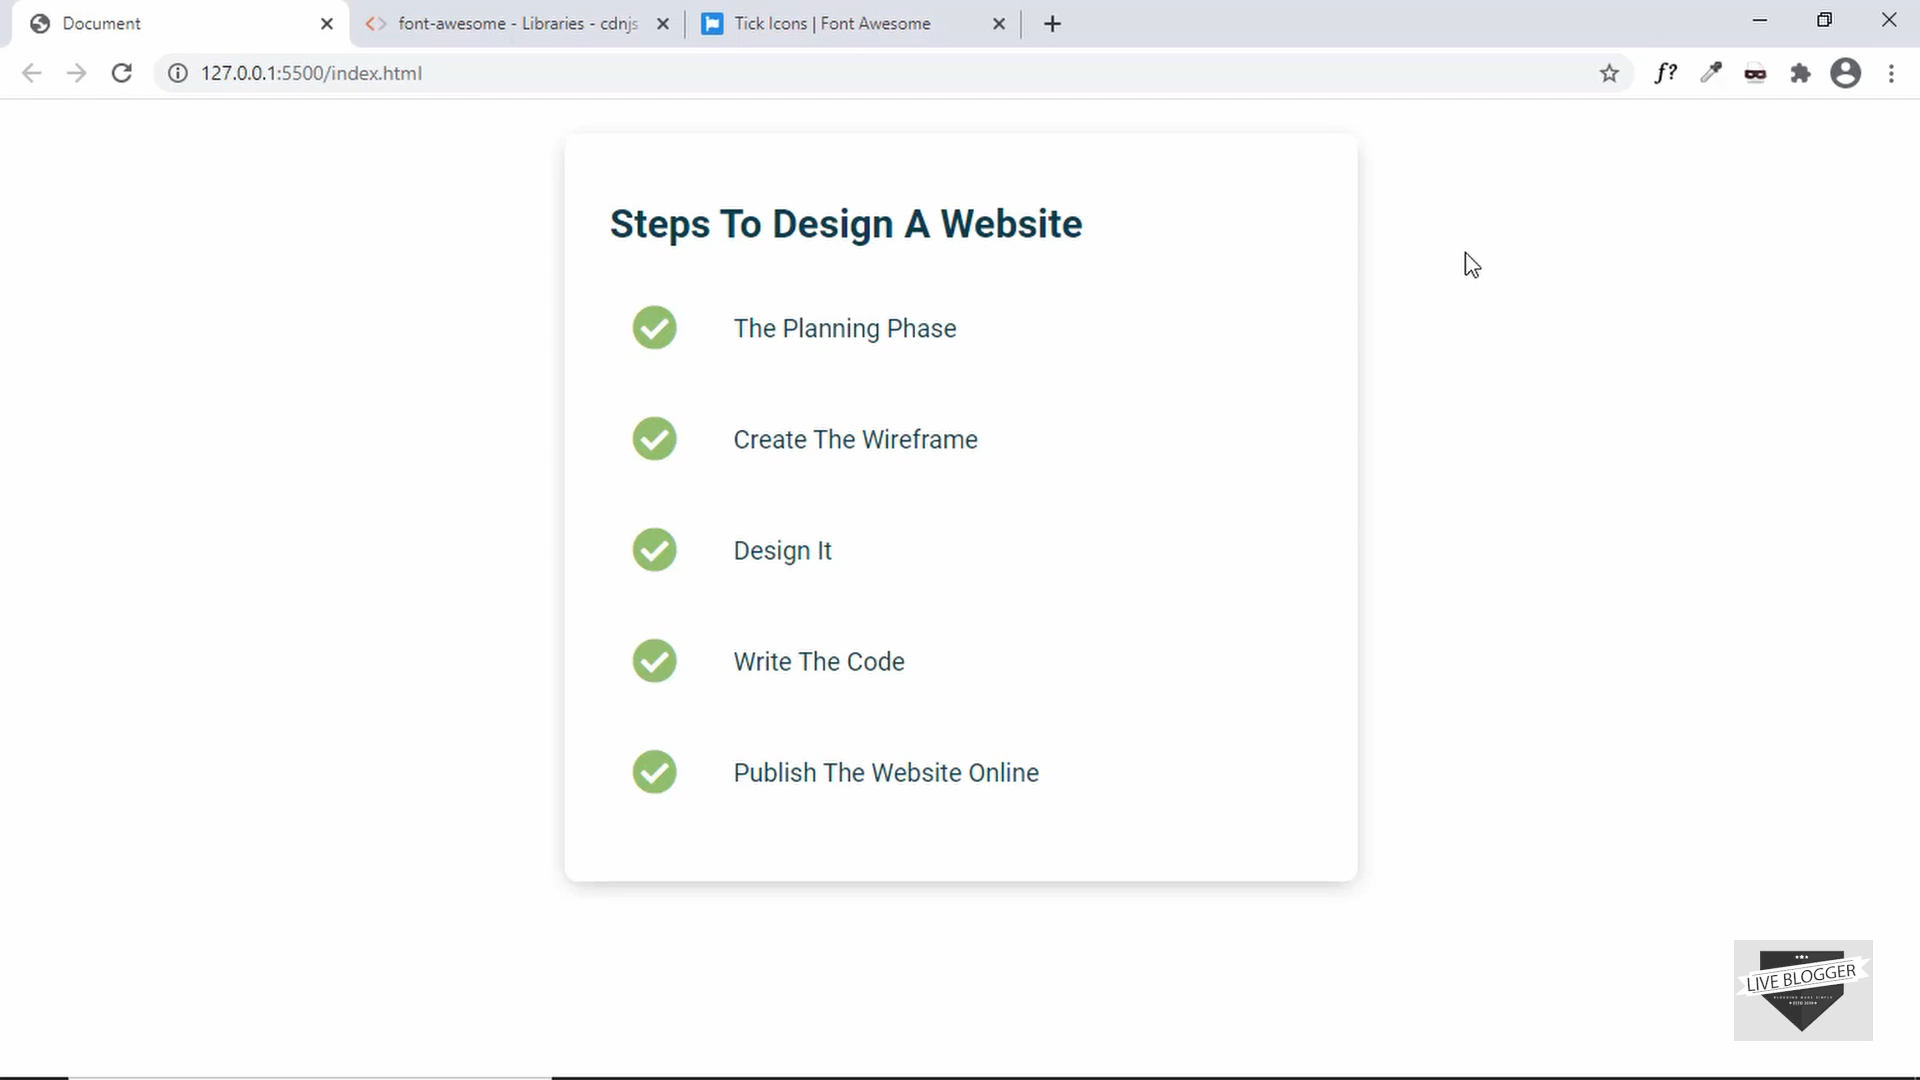 Document
font-awesome - Libraries - cdnjs
Tick Icons | Font Awesome
127.0.0.1:5500/index.html
f?
Steps To Design A Website
The Planning Phase
Create The Wireframe
Design It
Write The Code
Publish The Website Online
LIVE BLOGGER